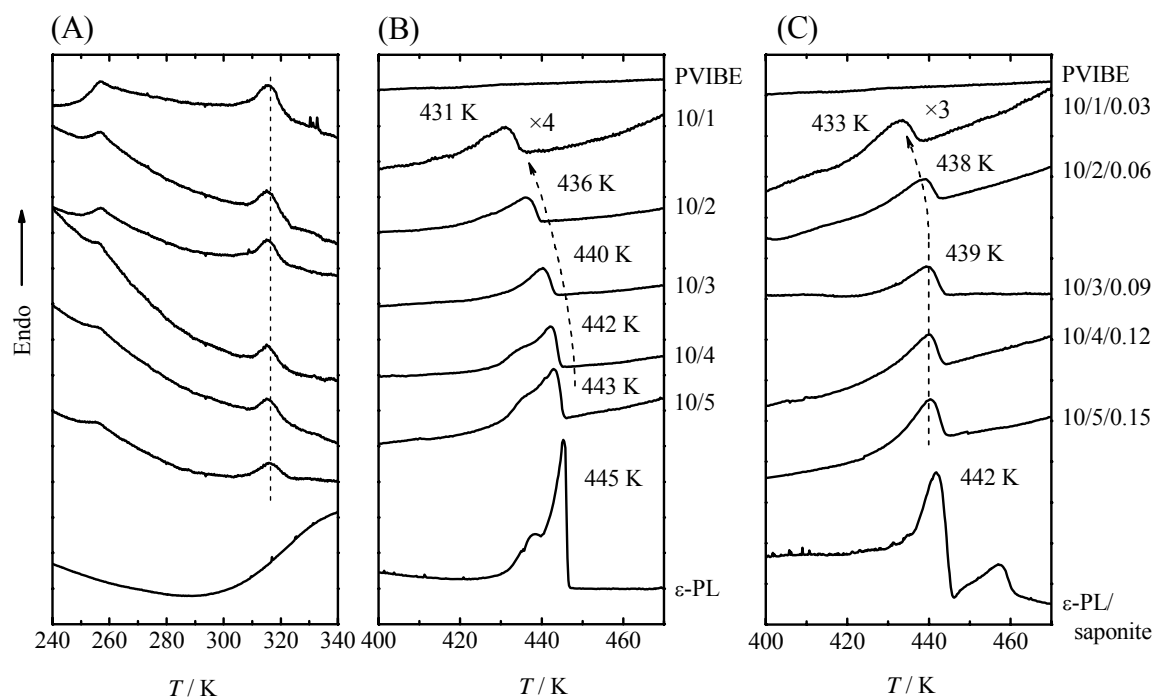 (A)
(B)
(C)
Endo
PVIBE
431 K
×4
10/1
436 K
10/2
440 K
10/3
442 K
10/4
443 K
10/5
445 K
ε-PL
PVIBE
433 K
×3
10/1/0.03
438 K
10/2/0.06
439 K
10/3/0.09
10/4/0.12
10/5/0.15
442 K
ε-PL/
saponite
240 260 280 300 320 340
400 420 440 460
400 420 440 460
T / K
T / K
T / K